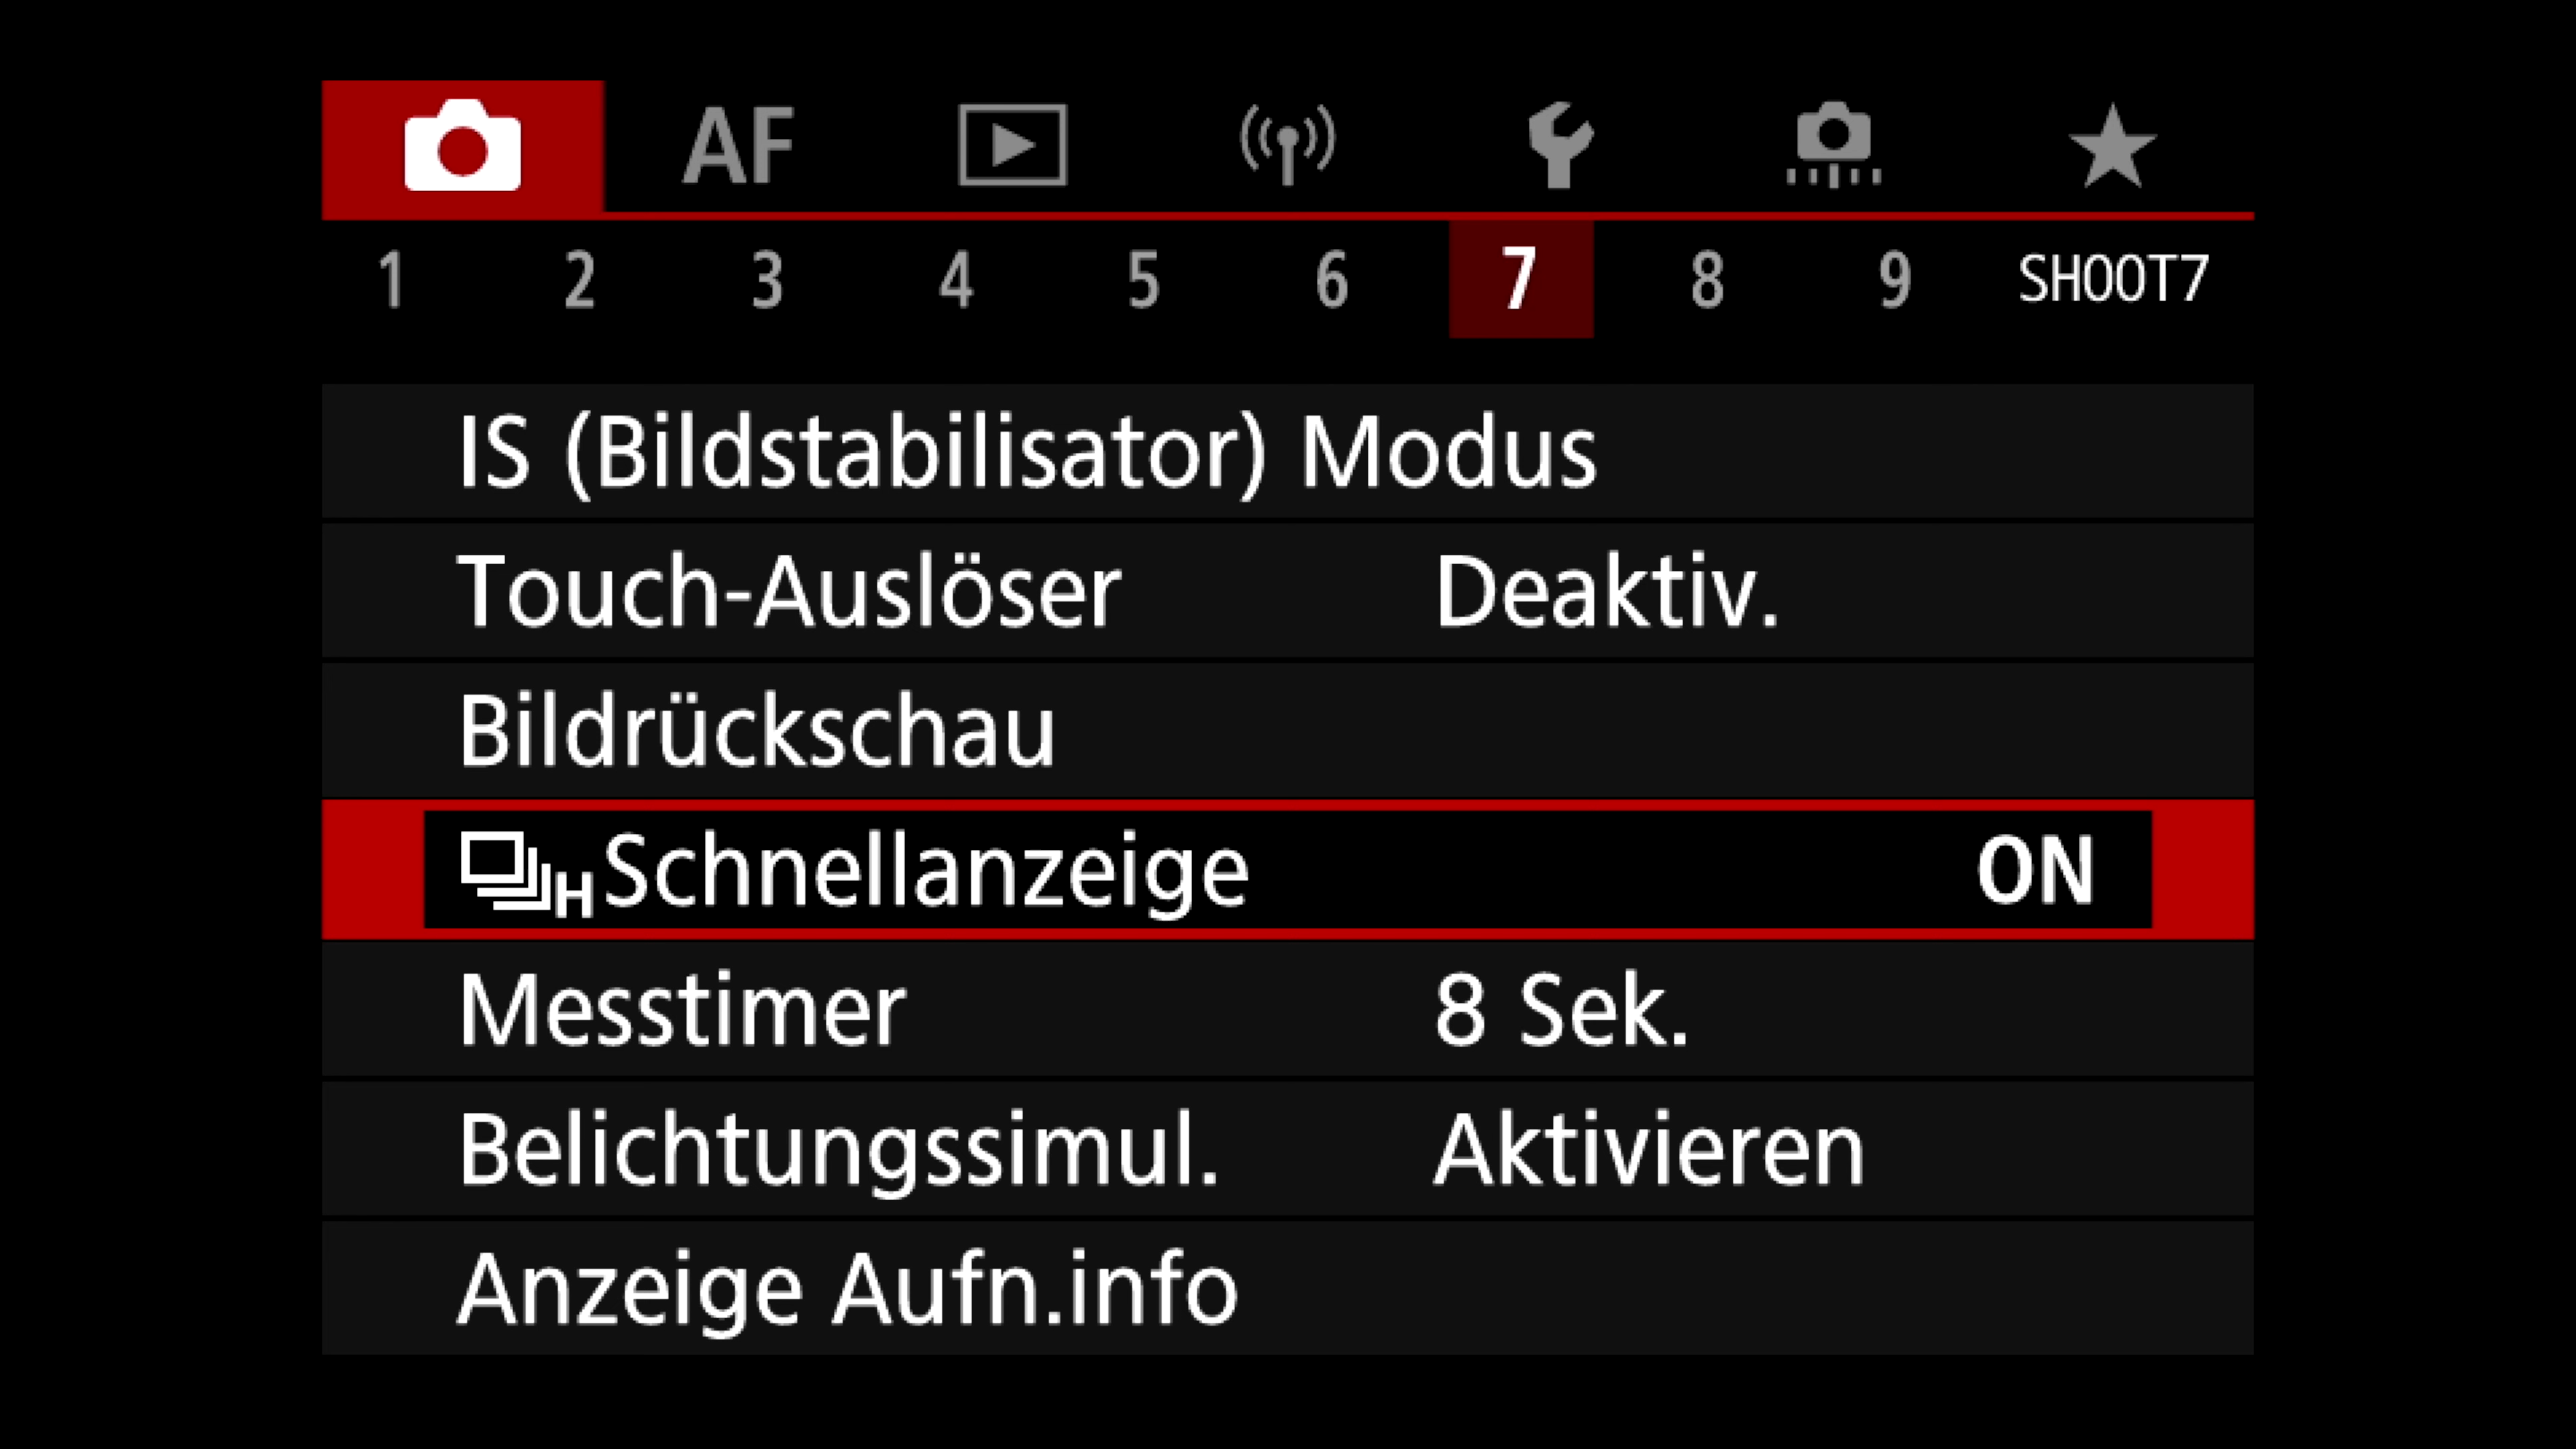 AF
1 2 3 4 5 6 7 8 9 SHOOT7
IS (Bildstabilisator) Modus
Touch-Auslöser Deaktiv.
Bildrückschau
H Schnellanzeige ON
Messtimer 8 Sek.
Belichtungssimul. Aktivieren
Anzeige Aufn.info